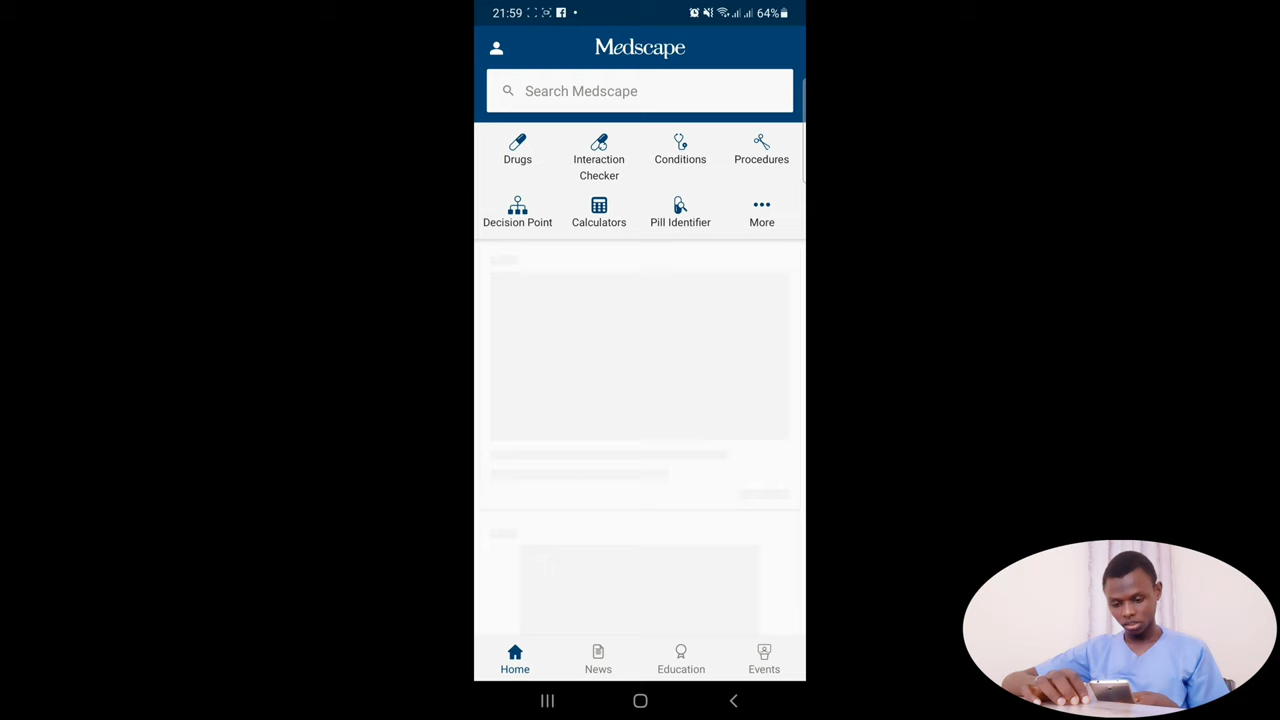 21:59
64%
Medscape
Search Medscape
Drugs
Interaction
Checker
Conditions
Procedures
Decision Point
Calculators
Pill Identifier
More
Home
News
Education
Events